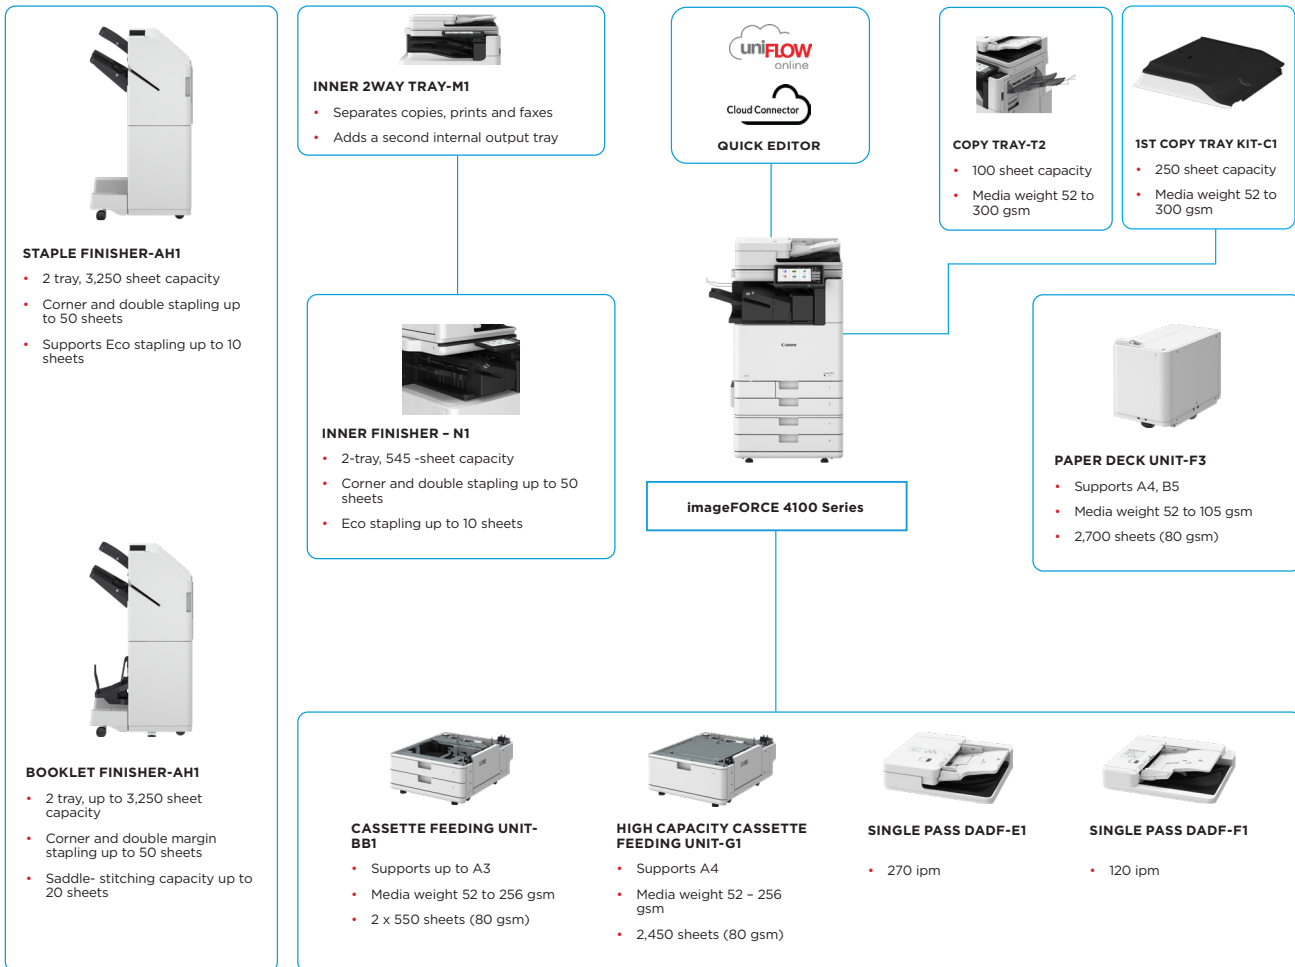 STAPLE FINISHER-AH1
• 2 tray, 3,250 sheet capacity
• Corner and double stapling up
to 50 sheets
• Supports Eco stapling up to 10
sheets
BOOKLET FINISHER-AH1
• 2 tray, up to 3,250 sheet
capacity
• Corner and double margin
stapling up to 50 sheets
• Saddle- stitching capacity up to
20 sheets
INNER 2WAY TRAY-M1
• Separates copies, prints and faxes
• Adds a second internal output tray
INNER FINISHER – N1
• 2-tray, 545 -sheet capacity
• Corner and double stapling up to 50
sheets
• Eco stapling up to 10 sheets
uniFLOW
online
Cloud Connector
QUICK EDITOR
Canon
imageFORCE 4100 Series
COPY TRAY-T2
• 100 sheet capacity
• Media weight 52 to
300 gsm
1ST COPY TRAY KIT-C1
• 250 sheet capacity
• Media weight 52 to
300 gsm
PAPER DECK UNIT-F3
• Supports A4, B5
• Media weight 52 to 105 gsm
• 2,700 sheets (80 gsm)
CASSETTE FEEDING UNIT-
BB1
• Supports up to A3
• Media weight 52 to 256 gsm
• 2 x 550 sheets (80 gsm)
HIGH CAPACITY CASSETTE
FEEDING UNIT-G1
• Supports A4
• Media weight 52 – 256
gsm
• 2,450 sheets (80 gsm)
SINGLE PASS DADF-E1
• 270 ipm
SINGLE PASS DADF-F1
• 120 ipm